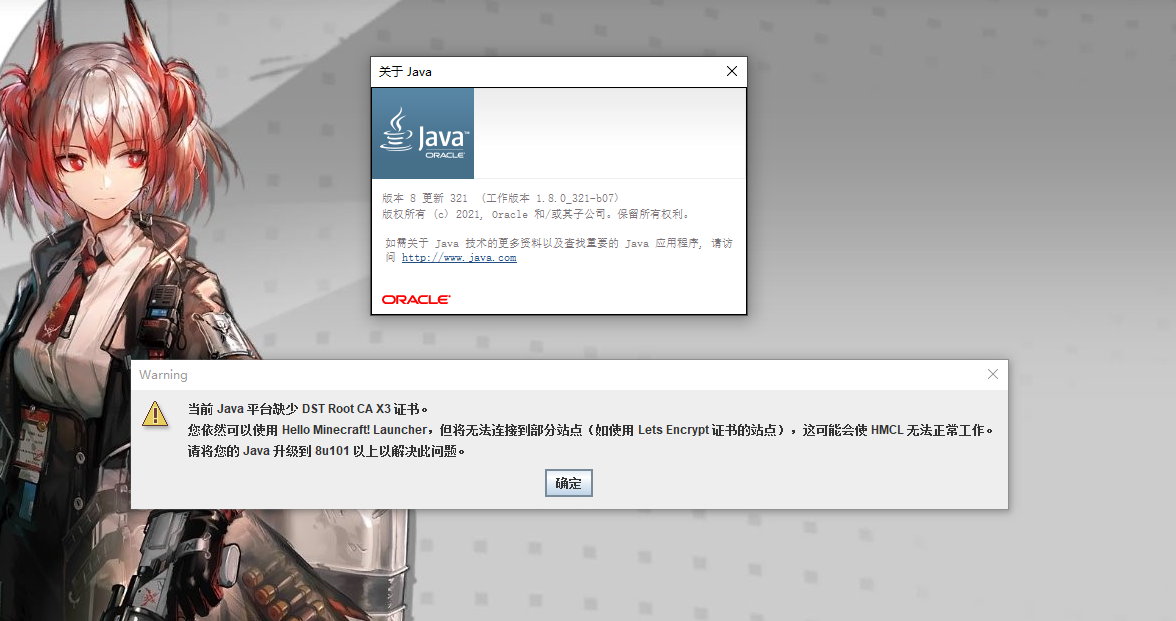 关于 Java
Java™
ORACLE
版本 8 更新 321 （工作版本 1.8.0_321-b07）
版权所有 (c) 2021, Oracle 和/或其子公司。保留所有权利。
如需关于 Java 技术的更多资料以及查找重要的 Java 应用程序, 请访
问 http://www.java.com
ORACLE
Warning
当前 Java 平台缺少 DST Root CA X3 证书。
您依然可以使用 Hello Minecraft! Launcher，但将无法连接到部分站点（如使用 Lets Encrypt 证书的站点），这可能会使 HMCL 无法正常工作。
请将您的 Java 升级到 8u101 以上以解决此问题。
确定